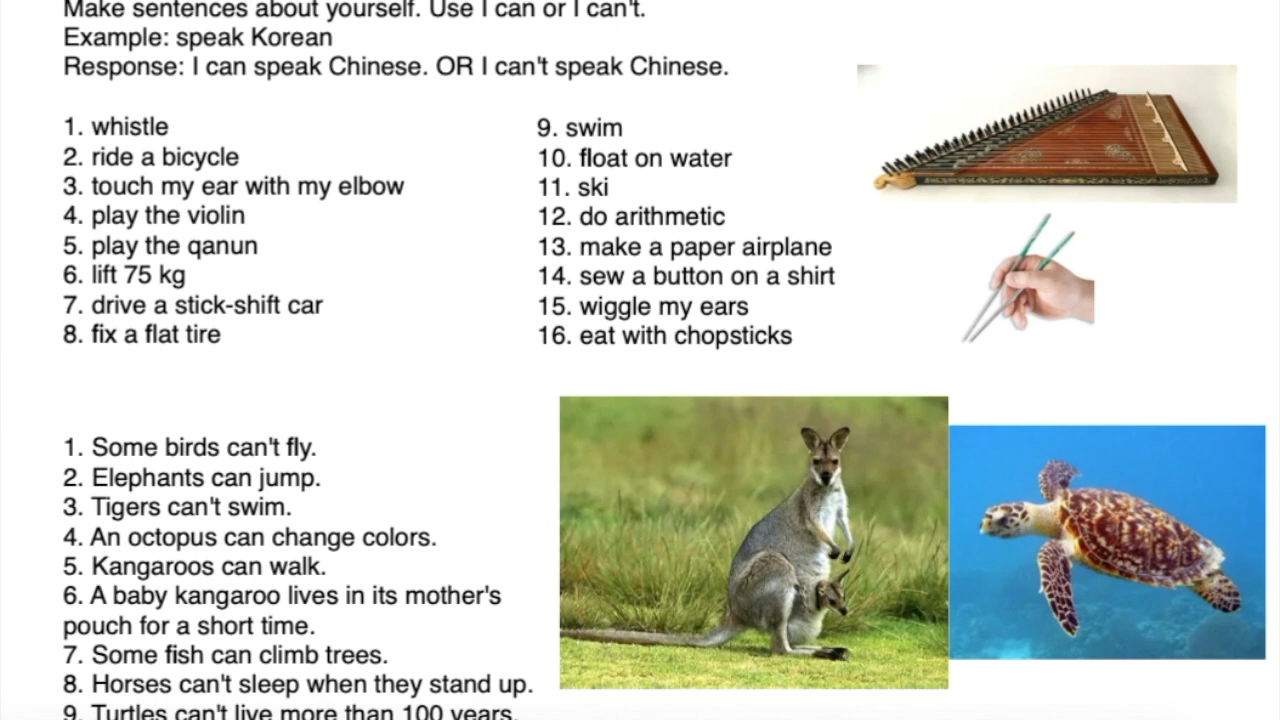 Make sentences about yourself. Use I can or I can't.
Example: speak Korean
Response: I can speak Chinese. OR I can't speak Chinese.
1. whistle
2. ride a bicycle
3. touch my ear with my elbow
4. play the violin
5. play the qanun
6. lift 75 kg
7. drive a stick-shift car
8. fix a flat tire
9. swim
10. float on water
11. ski
12. do arithmetic
13. make a paper airplane
14. sew a button on a shirt
15. wiggle my ears
16. eat with chopsticks
1. Some birds can't fly.
2. Elephants can jump.
3. Tigers can't swim.
4. An octopus can change colors.
5. Kangaroos can walk.
6. A baby kangaroo lives in its mother's
pouch for a short time.
7. Some fish can climb trees.
8. Horses can't sleep when they stand up.
9. Turtles can't live more than 100 years.